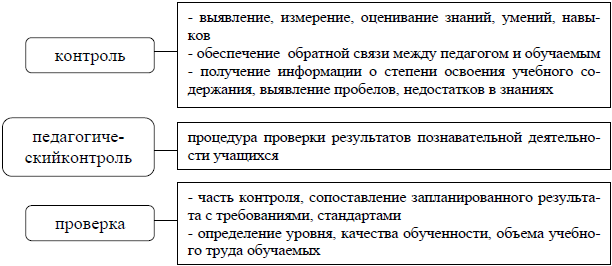 контроль
- выявление, измерение, оценивание знаний, умений, навы-
ков
- обеспечение обратной связи между педагогом и обучаемым
- получение информации о степени освоения учебного со-
держания, выявление пробелов, недостатков в знаниях
педагогиче-
скийконтроль
процедура проверки результатов познавательной деятельно-
сти учащихся
проверка
- часть контроля, сопоставление запланированного результа-
та с требованиями, стандартами
- определение уровня, качества обученности, объема учебно-
го труда обучаемых